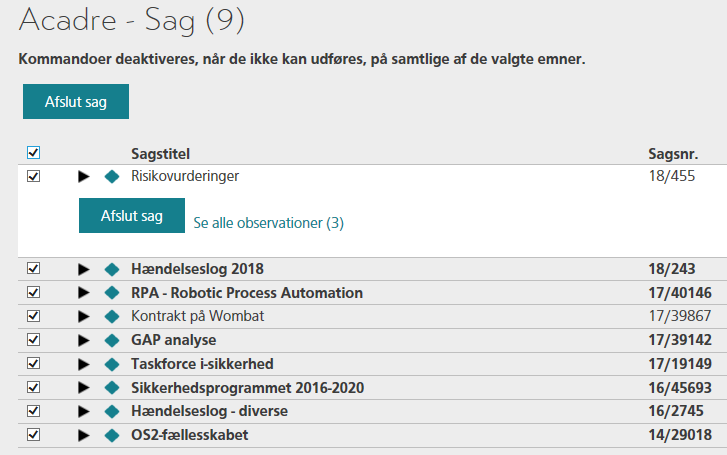 Acadre - Sag (9)
Kommandoer deaktiveres, når de ikke kan udføres, på samtlige af de valgte emner.
Afslut sag
Sagstitel Sagsnr.
Risikovurderinger 18/455
Afslut sag Se alle observationer (3)
Hændelseslog 2018 18/243
RPA - Robotic Process Automation 17/40146
Kontrakt på Wombat 17/39867
GAP analyse 17/39142
Taskforce i-sikkerhed 17/19149
Sikkerhedsprogrammet 2016-2020 16/45693
Hændelseslog - diverse 16/2745
OS2-fællesskabet 14/29018